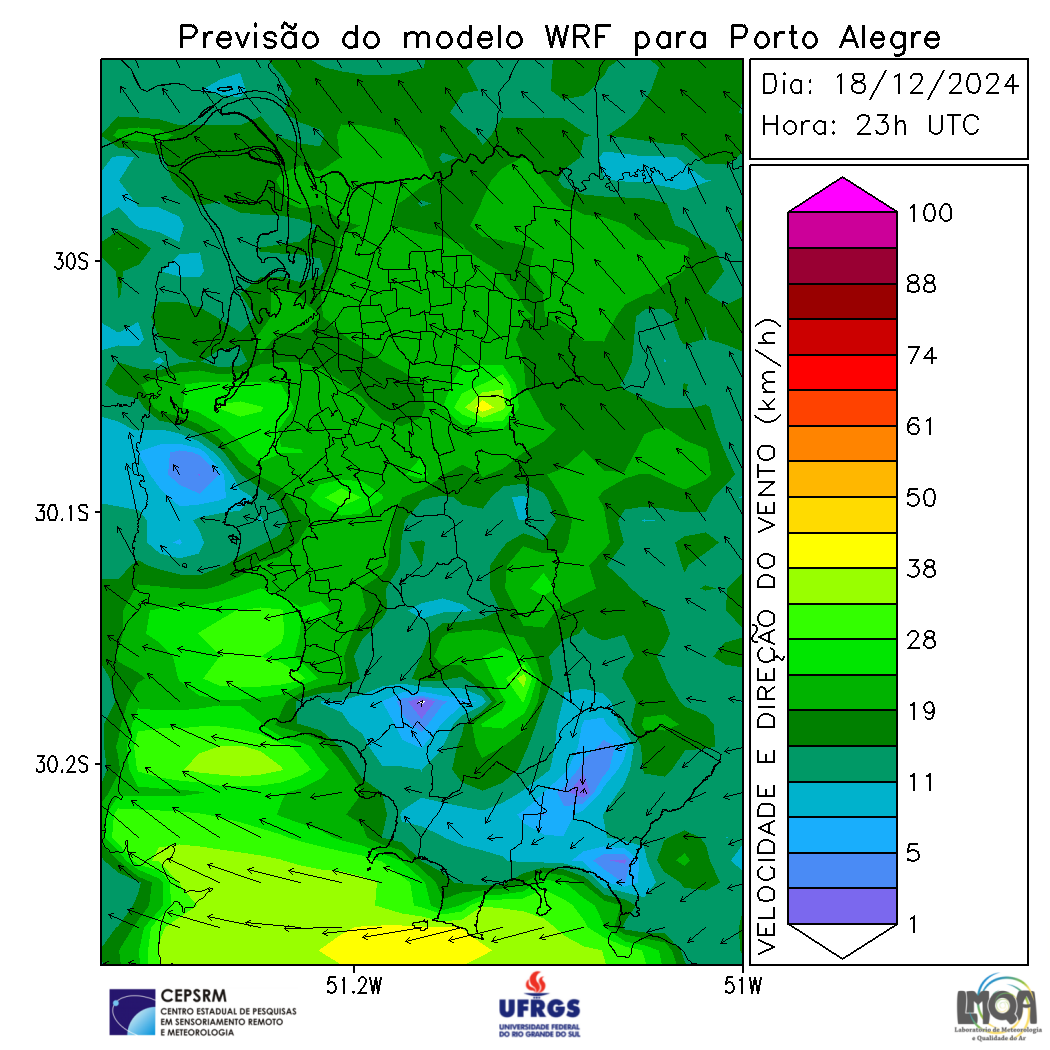 Previsão do modelo WRF para Porto Alegre
Dia: 18/12/2024
Hora: 23h UTC
30S
30.1S
30.2S
51.2W
51W
VELOCIDADE E DIREÇÃO DO VENTO (km/h)
100
88
74
61
50
38
28
19
11
5
1
CEPSRM
CENTRO ESTADUAL DE PESQUISAS
EM SENSORIAMENTO REMOTO
E METEOROLOGIA
UFRGS
UNIVERSIDADE FEDERAL
DO RIO GRANDE DO SUL
LMQA
Laboratório de Meteorologia
e Qualidade do Ar